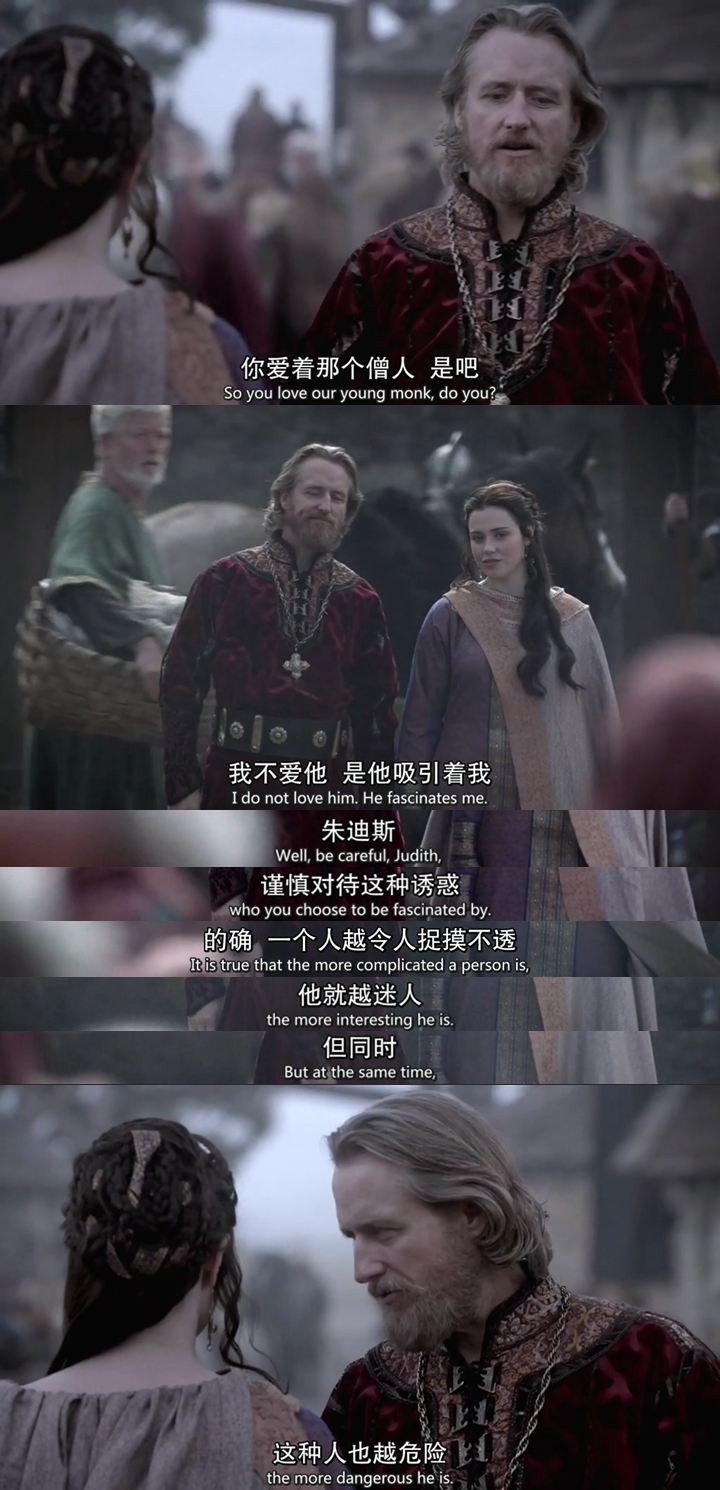 你爱着那个僧人 是吧
So you love our young monk, do you?
我不爱他 是他吸引着我
I do not love him. He fascinates me.
朱迪斯
Well, be careful, Judith,
谨慎对待这种诱惑
who you choose to be fascinated by.
的确 一个人越令人捉摸不透
It is true that the more complicated a person is,
他就越迷人
the more interesting he is.
但同时
But at the same time,
这种人也越危险
the more dangerous he is.